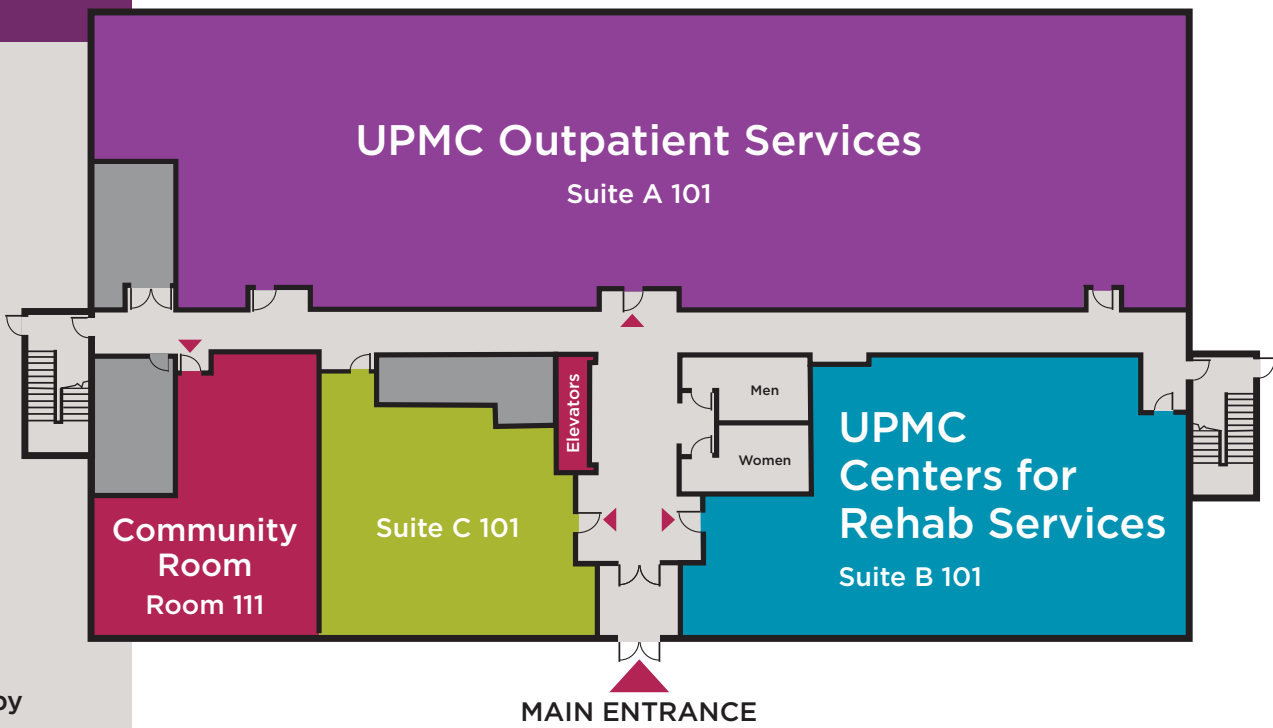 UPMC Outpatient Services
Suite A 101
Elevators
Men
Women
UPMC
Centers for
Rehab Services
Suite B 101
Suite C 101
Community
Room
Room 111
MAIN ENTRANCE